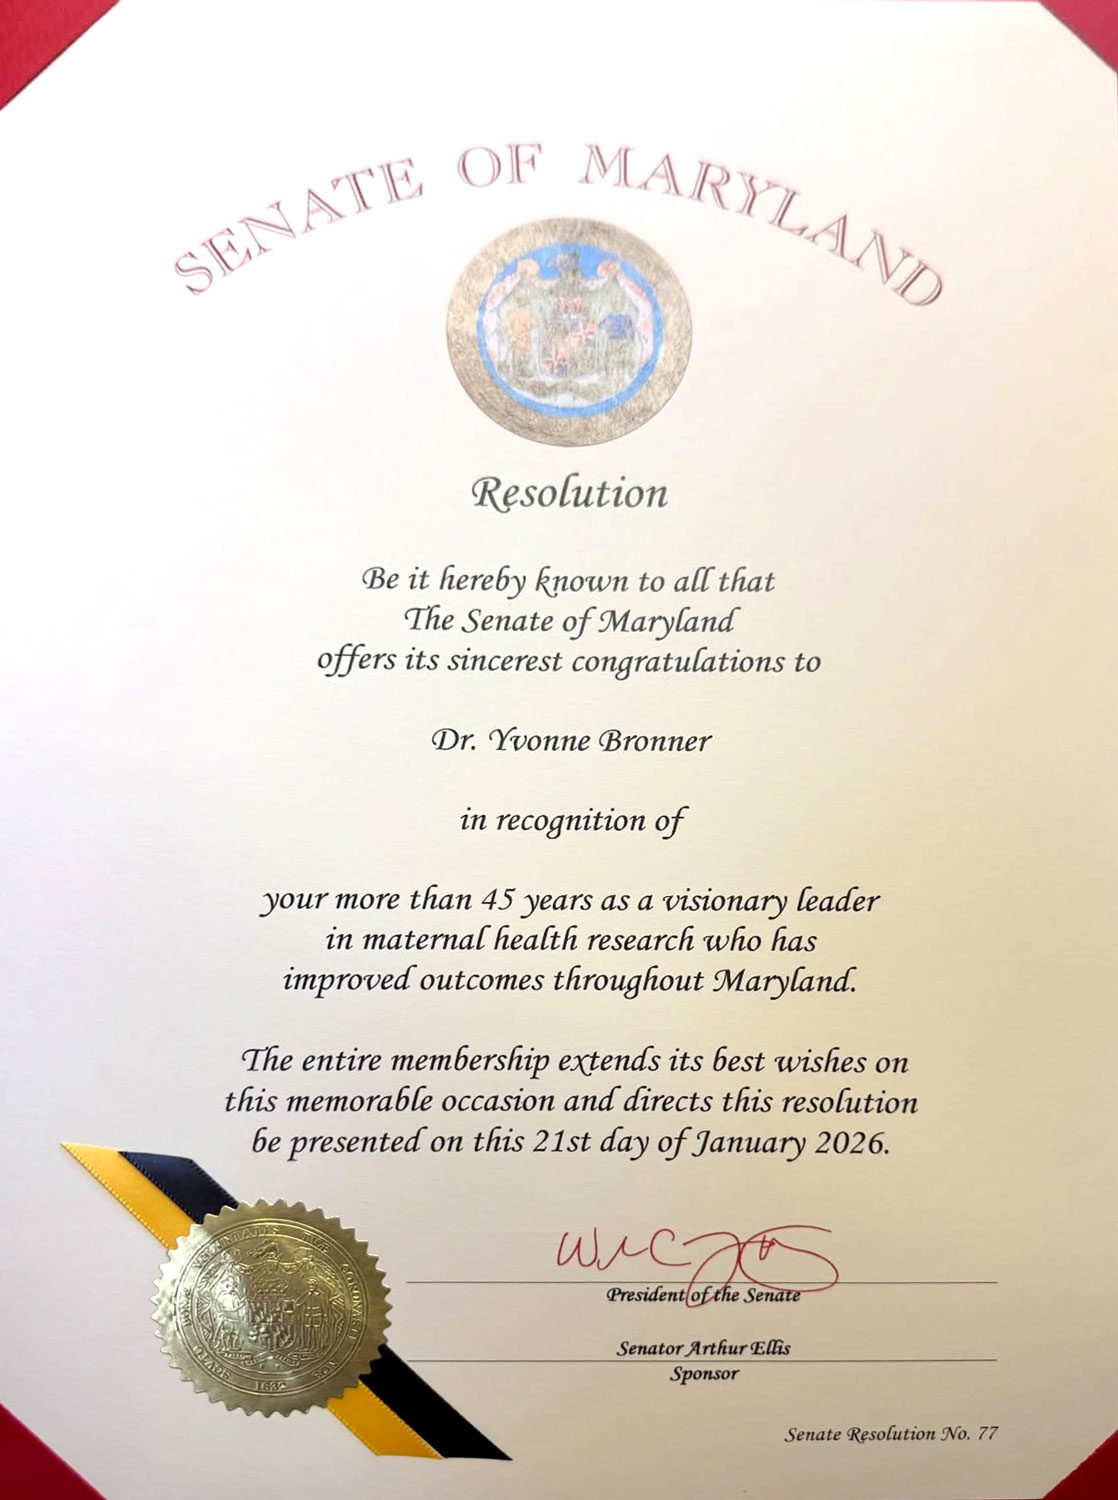 SENATE OF MARYLAND
Resolution
Be it hereby known to all that
The Senate of Maryland
offers its sincerest congratulations to
Dr. Yvonne Bronner
in recognition of
your more than 45 years as a visionary leader
in maternal health research who has
improved outcomes throughout Maryland.
The entire membership extends its best wishes on
this memorable occasion and directs this resolution
be presented on this 21st day of January 2026.
President of the Senate
Senator Arthur Ellis
Sponsor
Senate Resolution No. 77